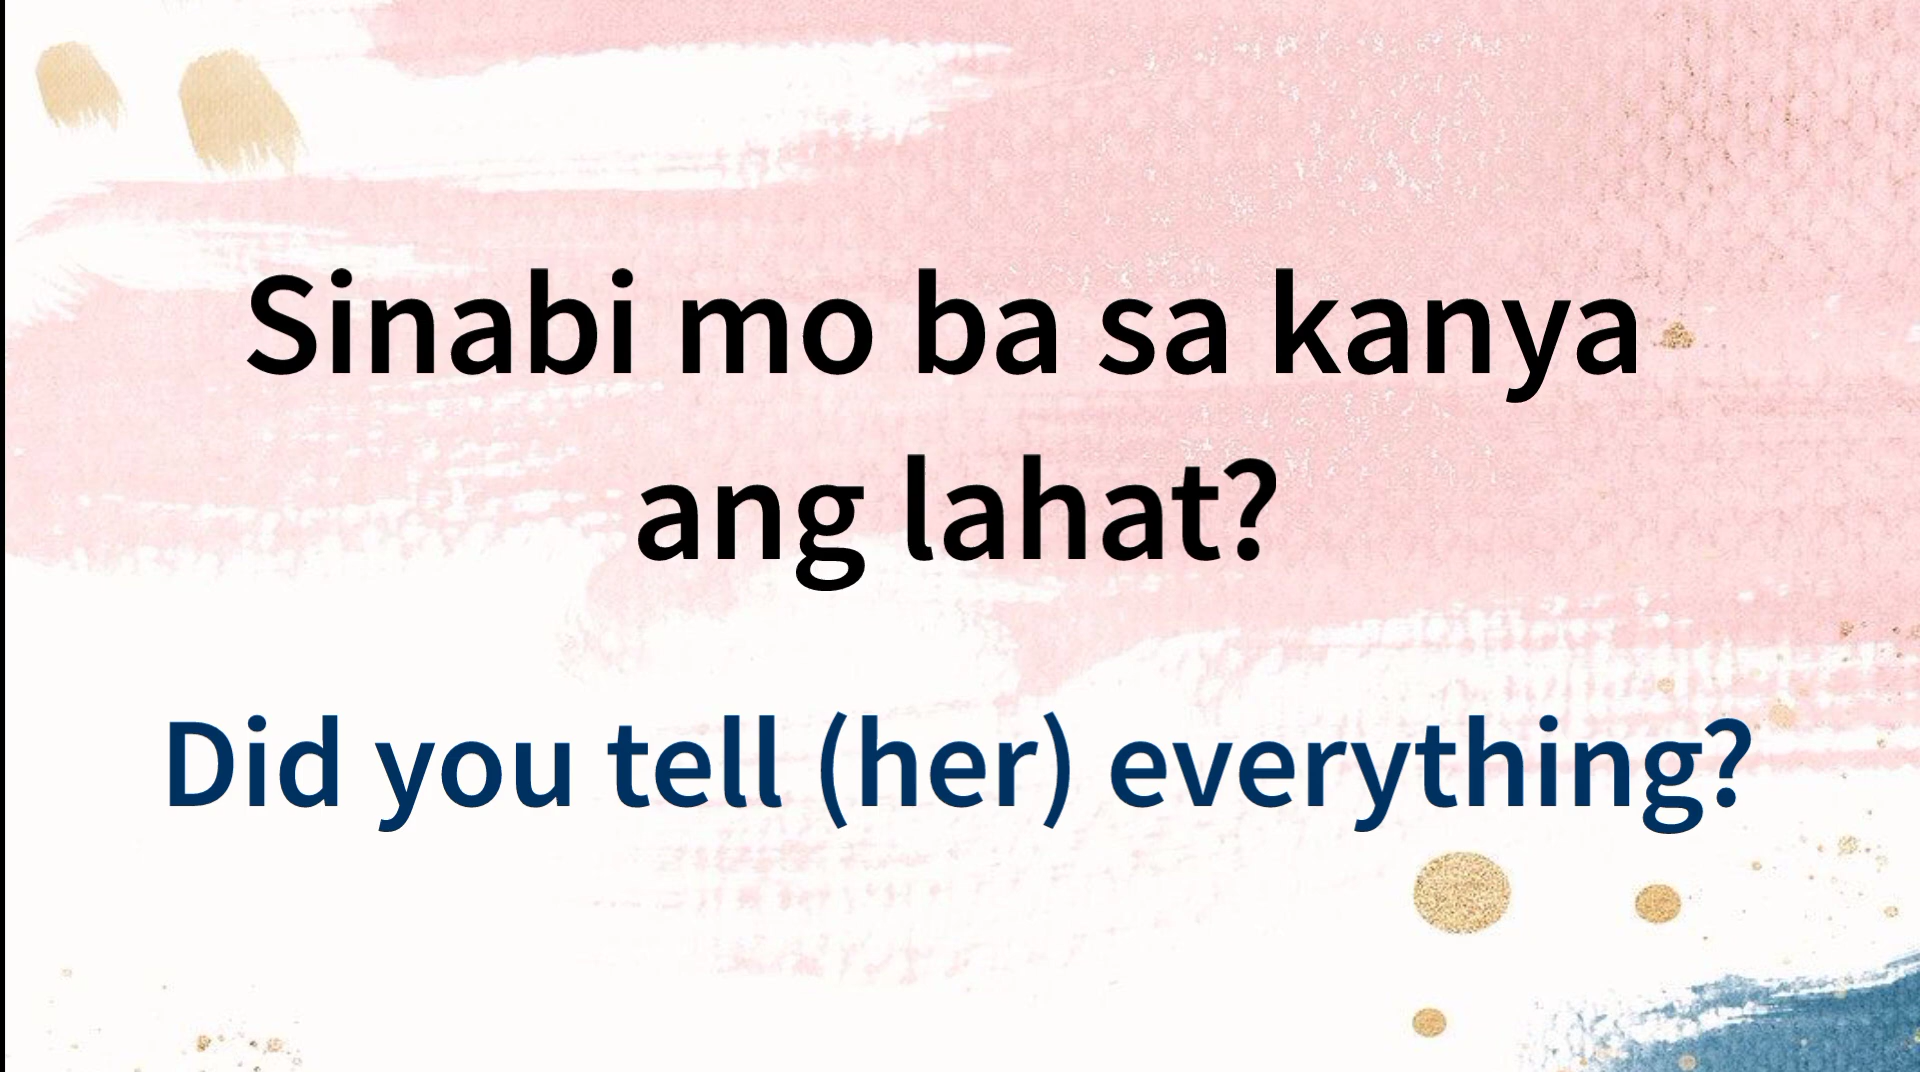 Sinabi mo ba sa kanya
ang lahat?
Did you tell (her) everything?